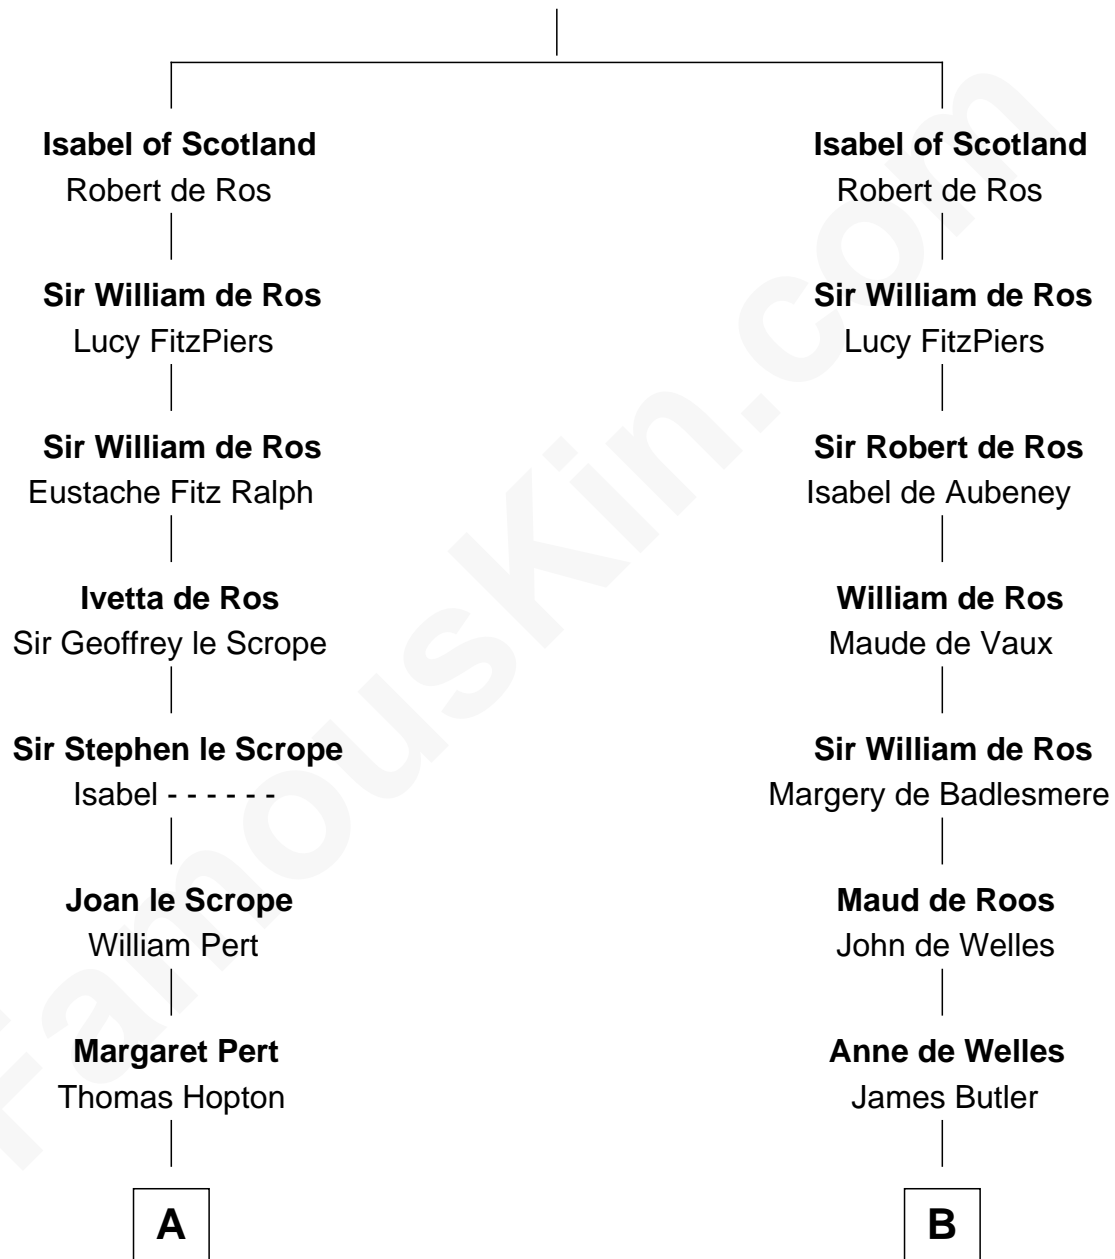 Isabel of Scotland
Robert de Ros
Sir William de Ros
Lucy FitzPiers
Sir William de Ros
Eustache Fitz Ralph
Ivetta de Ros
Sir Geoffrey le Scrope
Sir Stephen le Scrope
Isabel - - - - - -
Joan le Scrope
William Pert
Margaret Pert
Thomas Hopton
A
Isabel of Scotland
Robert de Ros
Sir William de Ros
Lucy FitzPiers
Sir Robert de Ros
Isabel de Aubeney
William de Ros
Maude de Vaux
Sir William de Ros
Margery de Badlesmere
Maud de Roos
John de Welles
Anne de Welles
James Butler
B
FamousKin.com